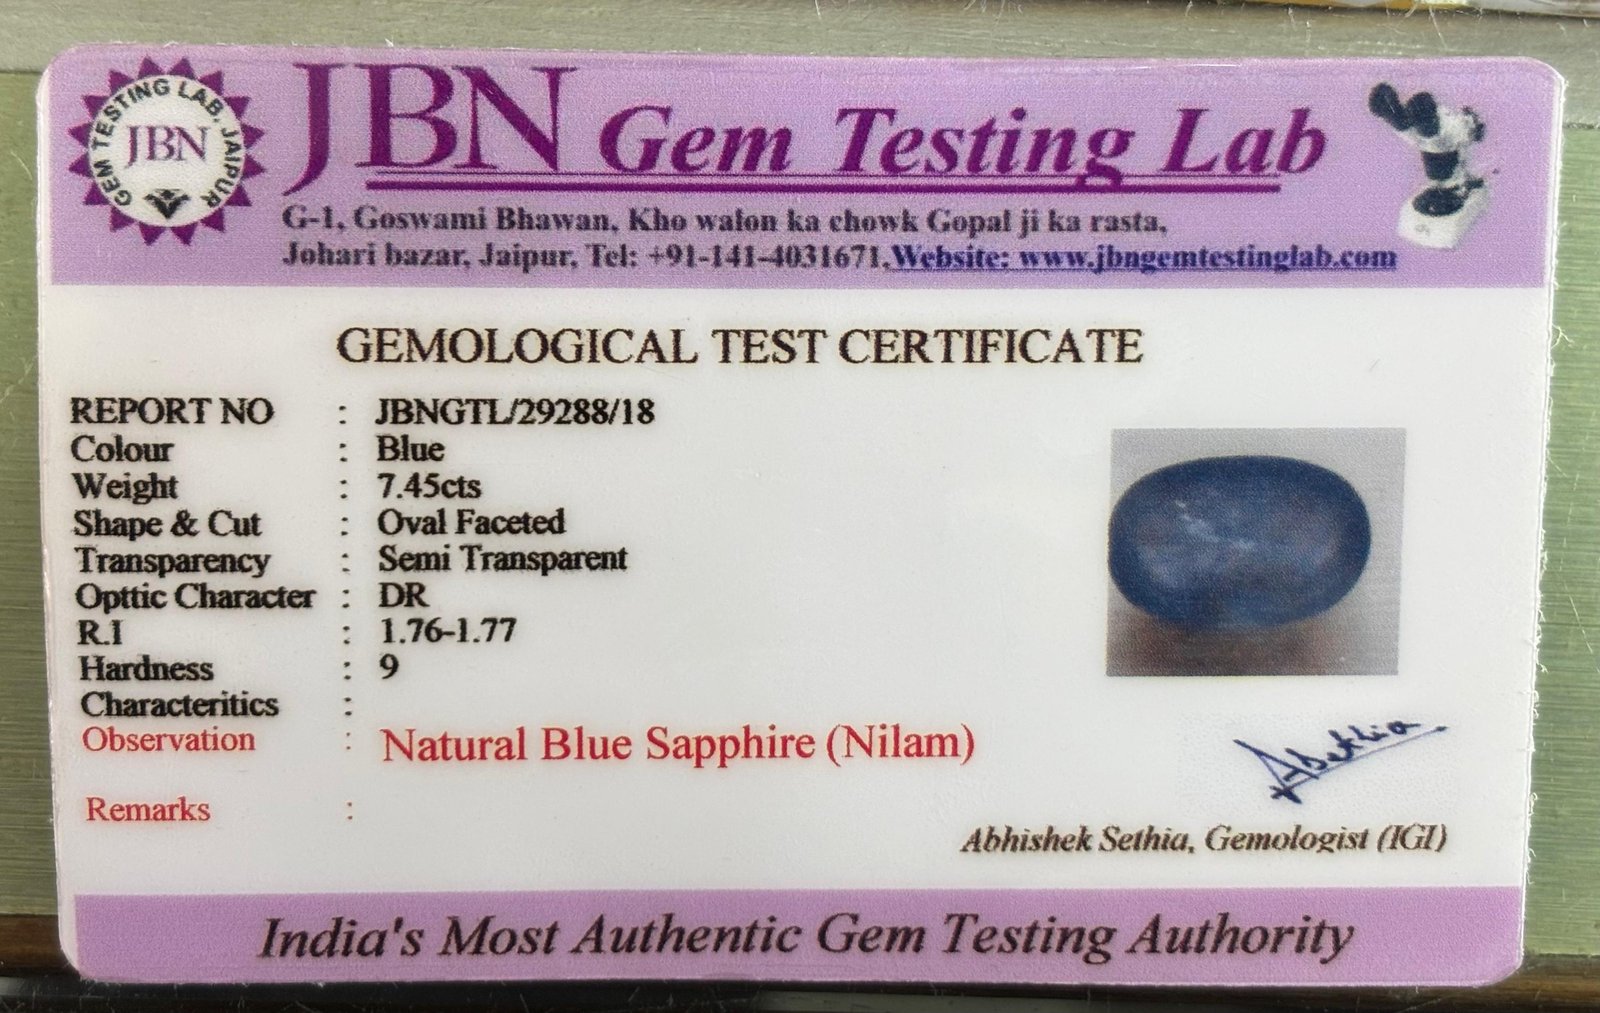 GEM TESTING LAB, JAIPUR
JBN
JBN Gem Testing Lab
G-1, Goswami Bhawan, Kho walon ka chowk Gopal ji ka rasta,
Johari bazar, Jaipur, Tel: +91-141-4031671,Website: www.jbngemtestinglab.com
GEMOLOGICAL TEST CERTIFICATE
REPORT NO : JBNGTL/29288/18
Colour : Blue
Weight : 7.45cts
Shape & Cut : Oval Faceted
Transparency : Semi Transparent
Opttic Character : DR
R.I : 1.76-1.77
Hardness : 9
Characteritics :
Observation : Natural Blue Sapphire (Nilam)
Remarks :
Abhishek Sethia, Gemologist (IGI)
India's Most Authentic Gem Testing Authority